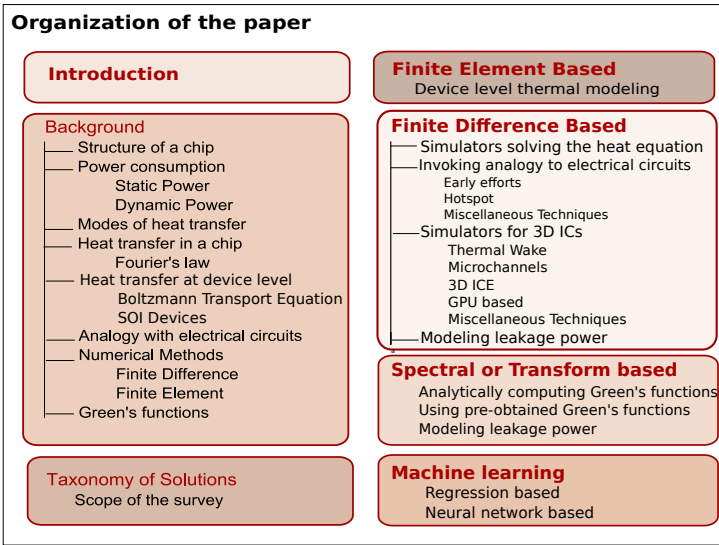 Organization of the paper
Introduction
Background
Structure of a chip
Power consumption
Static Power
Dynamic Power
Modes of heat transfer
Heat transfer in a chip
Fourier's law
Heat transfer at device level
Boltzmann Transport Equation
SOI Devices
Analogy with electrical circuits
Numerical Methods
Finite Difference
Finite Element
Green's functions
Taxonomy of Solutions
Scope of the survey
Finite Element Based
Device level thermal modeling
Finite Difference Based
Simulators solving the heat equation
Invoking analogy to electrical circuits
Early efforts
Hotspot
Miscellaneous Techniques
Simulators for 3D ICs
Thermal Wake
Microchannels
3D ICE
GPU based
Miscellaneous Techniques
Modeling leakage power
Spectral or Transform based
Analytically computing Green's functions
Using pre-obtained Green's functions
Modeling leakage power
Machine learning
Regression based
Neural network based